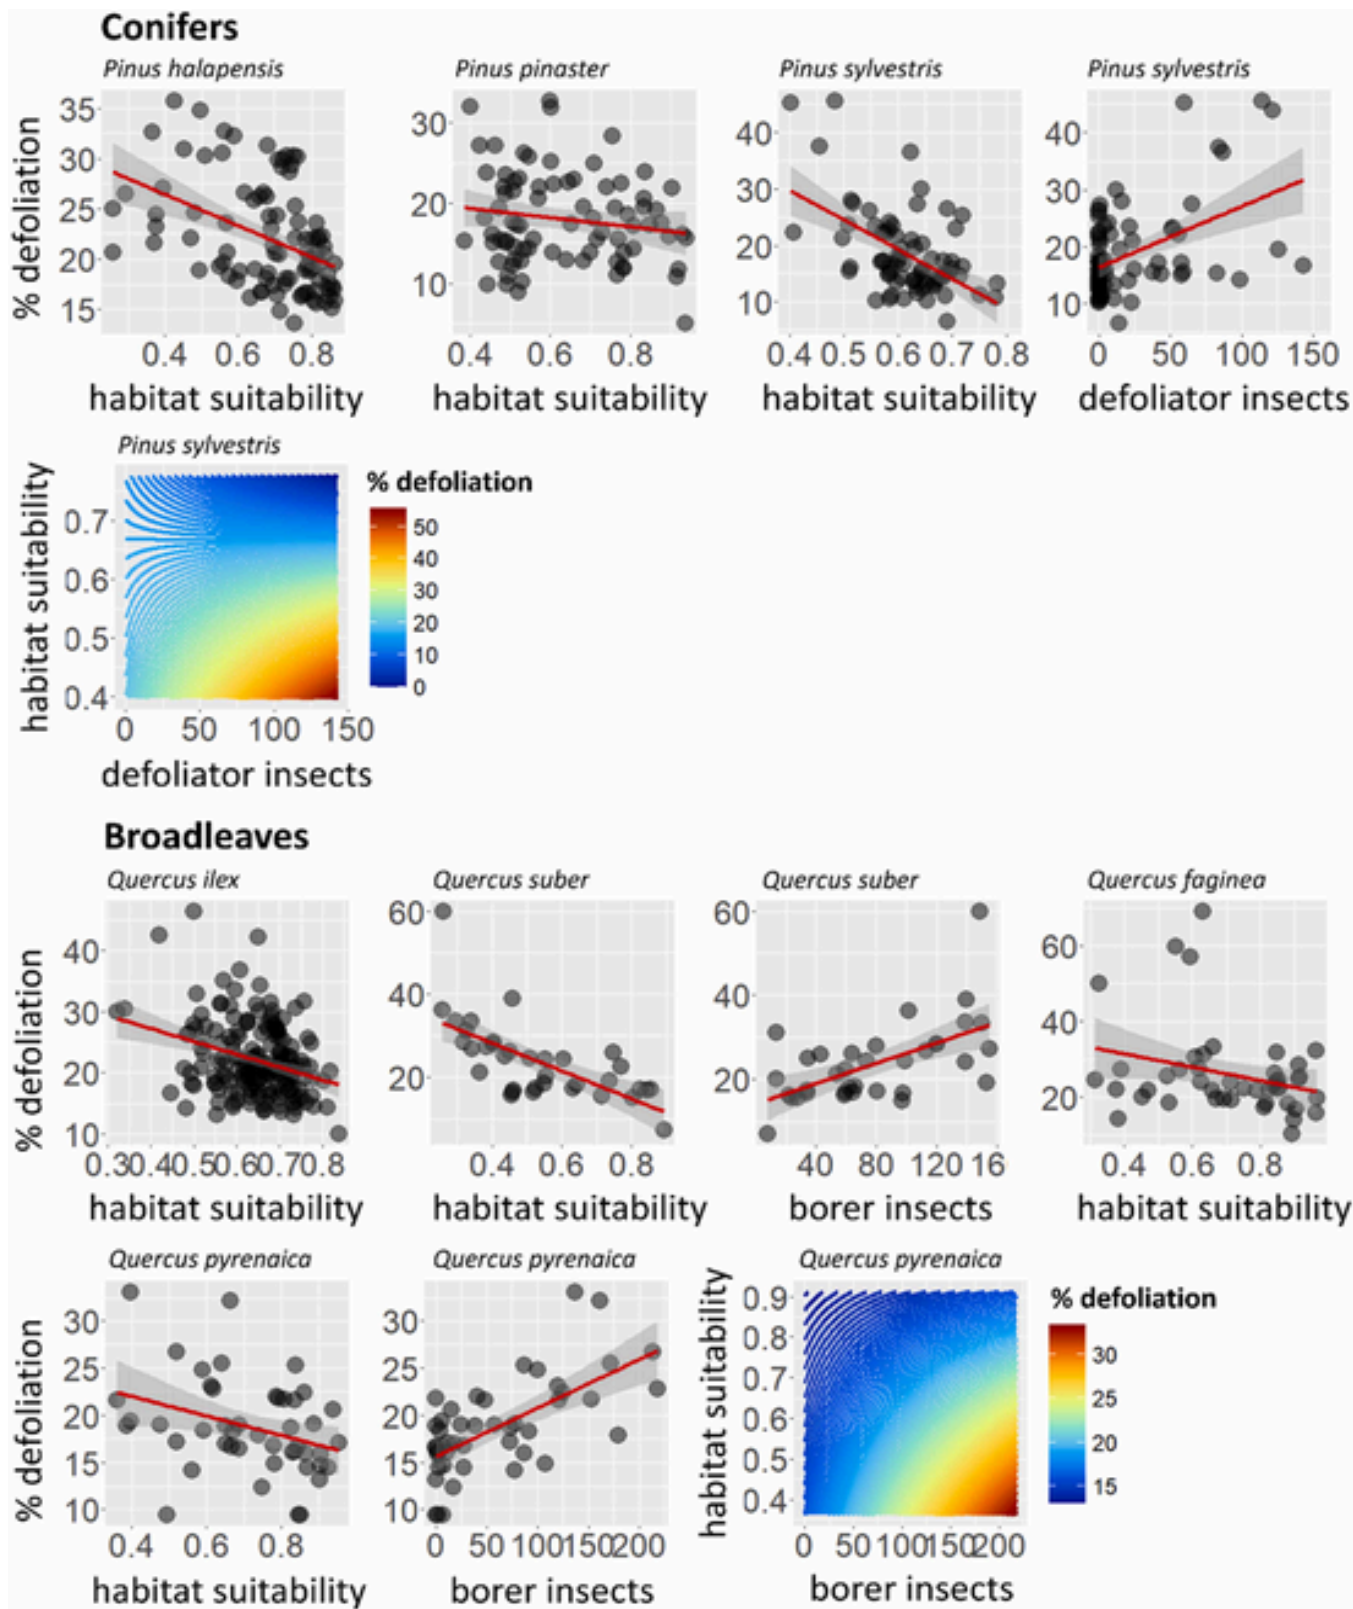 Conifers
Pinus halapensis
Pinus pinaster
Pinus sylvestris
Pinus sylvestris
% defoliation
35
30
25
20
15
30
20
10
40
30
20
10
40
30
20
10
0.4 0.6 0.8
0.4 0.6 0.8
0.4 0.5 0.6 0.7 0.8
0 50 100 150
habitat suitability
habitat suitability
habitat suitability
defoliator insects
Pinus sylvestris
habitat suitability
0.7
0.6
0.5
0.4
0 50 100 150
defoliator insects
% defoliation
50
40
30
20
10
0
Broadleaves
Quercus ilex
Quercus suber
Quercus suber
Quercus faginea
% defoliation
40
30
20
10
60
40
20
60
40
20
60
40
20
0.30.40.50.60.70.8
0.4 0.6 0.8
40 80 120 16
0.4 0.6 0.8
habitat suitability
habitat suitability
borer insects
habitat suitability
Quercus pyrenaica
Quercus pyrenaica
Quercus pyrenaica
% defoliation
30
25
20
15
10
30
25
20
15
10
habitat suitability
0.9
0.8
0.7
0.6
0.5
0.4
% defoliation
30
25
20
15
0.4 0.6 0.8
0 50 100150200
0 50 100150200
habitat suitability
borer insects
borer insects